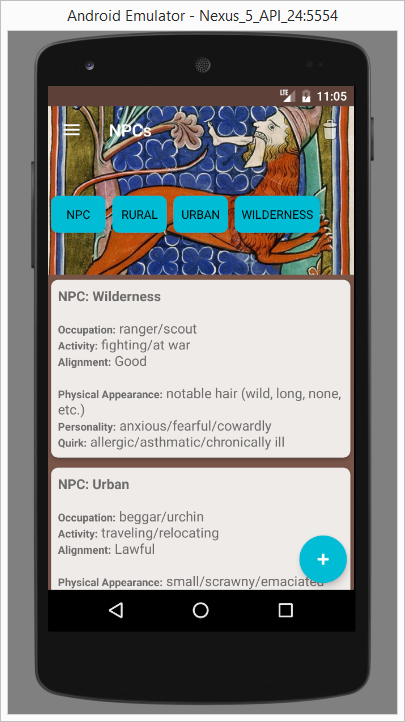 Android Emulator - Nexus_5_API_24:5554
LTE 11:05
NPCs
NPC RURAL URBAN WILDERNESS
NPC: Wilderness
Occupation: ranger/scout
Activity: fighting/at war
Alignment: Good
Physical Appearance: notable hair (wild, long, none,
etc.)
Personality: anxious/fearful/cowardly
Quirk: allergic/asthmatic/chronically ill
NPC: Urban
Occupation: beggar/urchin
Activity: traveling/relocating
Alignment: Lawful
Physical Appearance: small/scrawny/emaciated
+